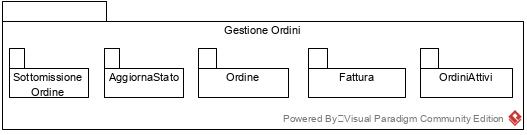 Gestione Ordini
Sottomissione
Ordine
AggiornaStato
Ordine
Fattura
OrdiniAttivi
Powered By Visual Paradigm Community Edition